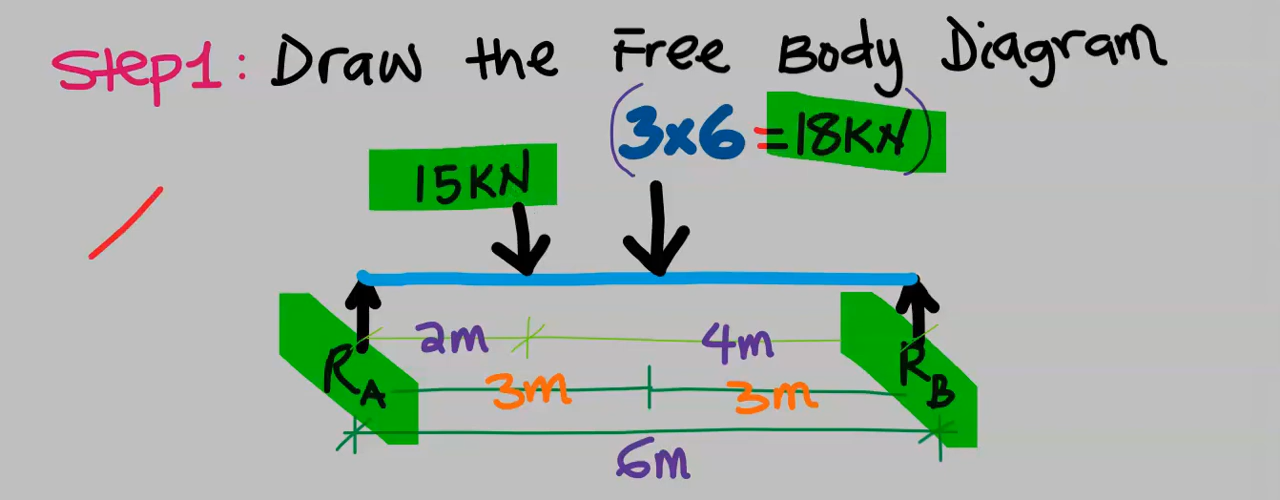 Step1: Draw the Free Body Diagram
(3x6 =18KN)
15KN
2m 4m
RA 3m 3m RB
6m